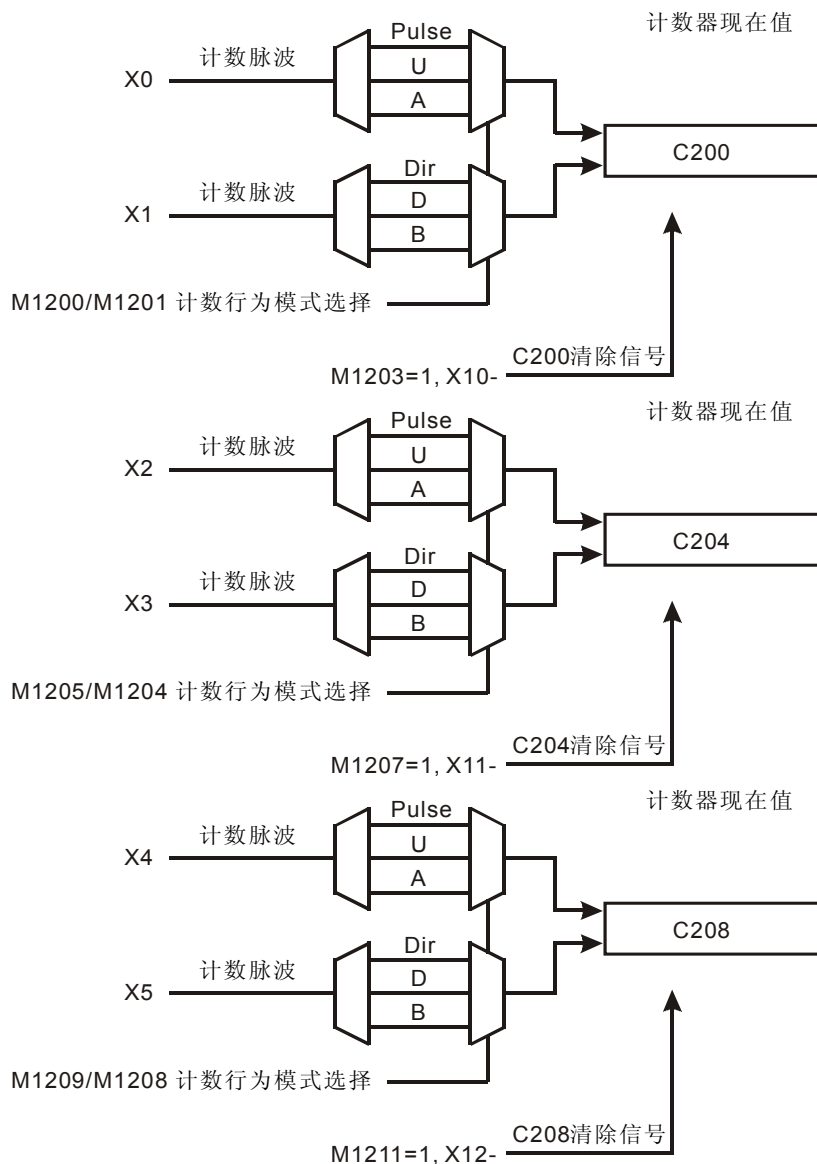 Pulse
计数器现在值
计数脉波
U
X0
A
C200
Dir
计数脉波
D
X1
B
M1200/M1201 计数行为模式选择
C200清除信号
M1203=1, X10-
计数器现在值
Pulse
计数脉波
U
X2
A
C204
Dir
计数脉波
D
X3
B
M1205/M1204 计数行为模式选择
C204清除信号
M1207=1, X11-
计数器现在值
Pulse
计数脉波
U
X4
A
C208
Dir
计数脉波
D
X5
B
M1209/M1208 计数行为模式选择
C208清除信号
M1211=1, X12-